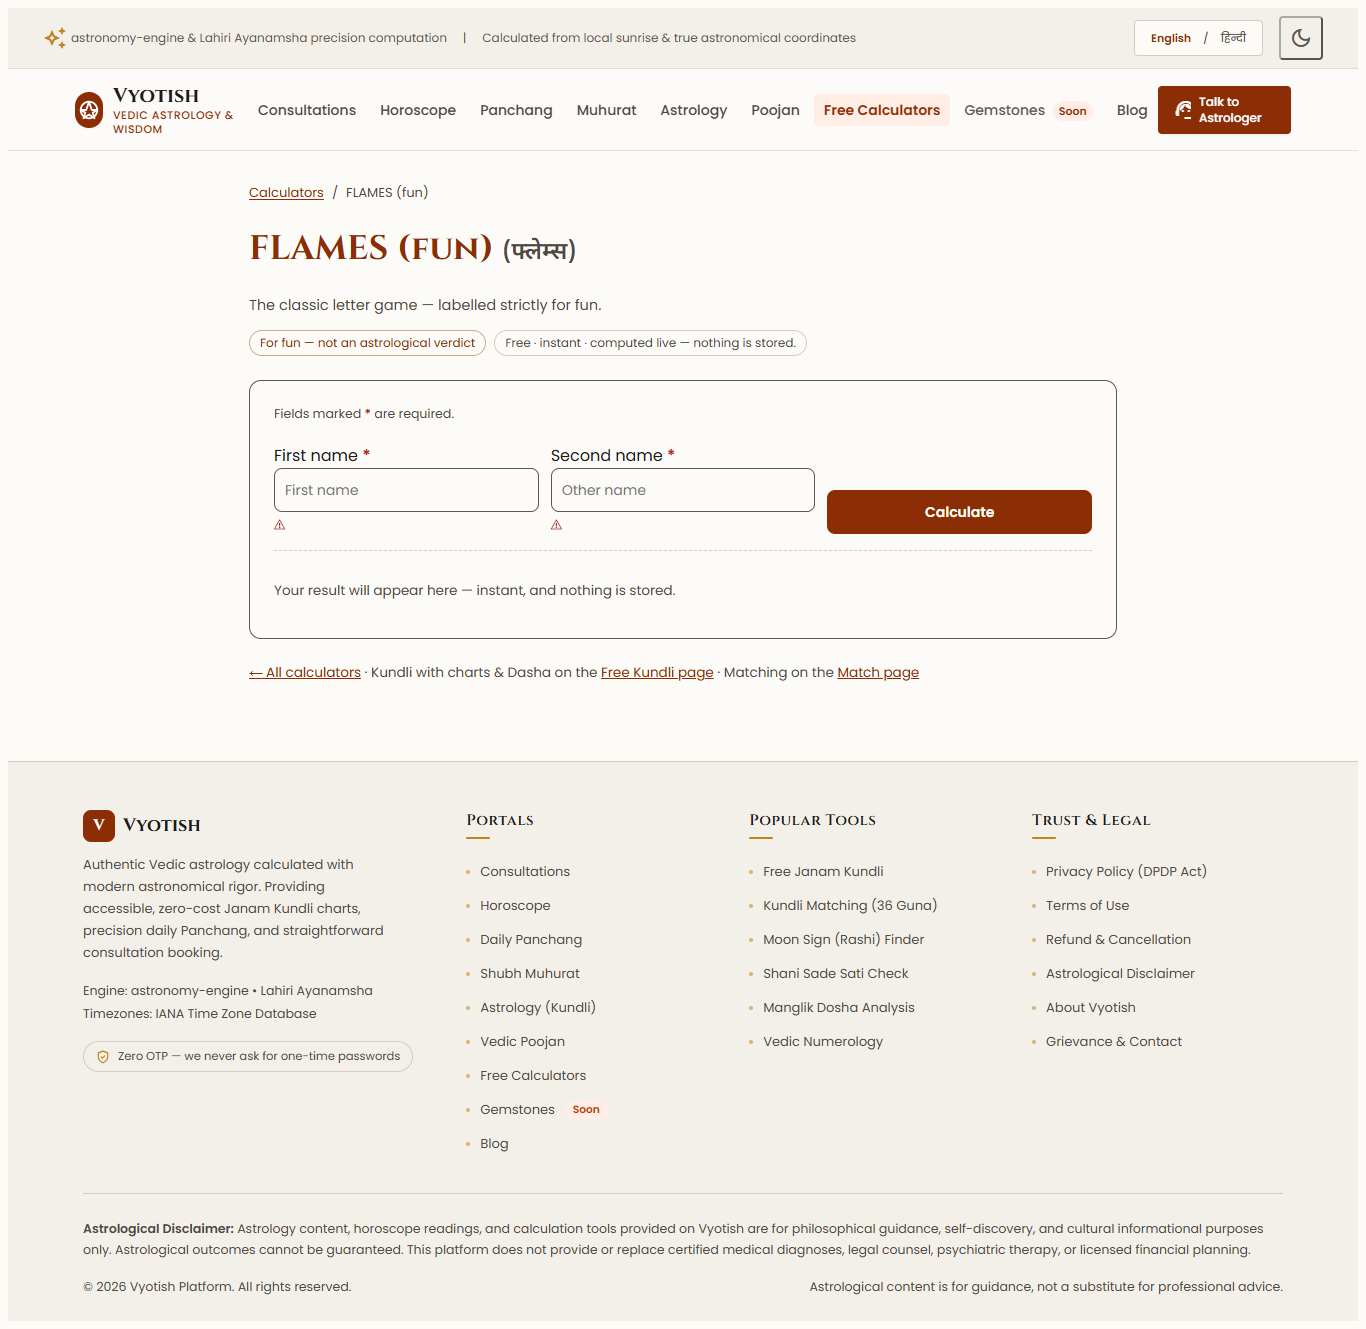 astronomy-engine & Lahiri Ayanamsha precision computation | Calculated from local sunrise & true astronomical coordinates
English / हिन्दी
Vyotish
VEDIC ASTROLOGY &
WISDOM
Consultations Horoscope Panchang Muhurat Astrology Poojan Free Calculators Gemstones Soon Blog
Talk to
Astrologer
Calculators / FLAMES (fun)
FLAMES (fun) (फ्लेम्स)
The classic letter game — labelled strictly for fun.
For fun — not an astrological verdict
Free · instant · computed live — nothing is stored.
Fields marked * are required.
First name * Second name *
First name Other name
Calculate
Your result will appear here — instant, and nothing is stored.
← All calculators · Kundli with charts & Dasha on the Free Kundli page · Matching on the Match page
V Vyotish
Authentic Vedic astrology calculated with
modern astronomical rigor. Providing
accessible, zero-cost Janam Kundli charts,
precision daily Panchang, and straightforward
consultation booking.
Engine: astronomy-engine • Lahiri Ayanamsha
Timezones: IANA Time Zone Database
Zero OTP — we never ask for one-time passwords
Portals
Consultations
Horoscope
Daily Panchang
Shubh Muhurat
Astrology (Kundli)
Vedic Poojan
Free Calculators
Gemstones Soon
Blog
Popular Tools
Free Janam Kundli
Kundli Matching (36 Guna)
Moon Sign (Rashi) Finder
Shani Sade Sati Check
Manglik Dosha Analysis
Vedic Numerology
Trust & Legal
Privacy Policy (DPDP Act)
Terms of Use
Refund & Cancellation
Astrological Disclaimer
About Vyotish
Grievance & Contact
Astrological Disclaimer: Astrology content, horoscope readings, and calculation tools provided on Vyotish are for philosophical guidance, self-discovery, and cultural informational purposes
only. Astrological outcomes cannot be guaranteed. This platform does not provide or replace certified medical diagnoses, legal counsel, psychiatric therapy, or licensed financial planning.
© 2026 Vyotish Platform. All rights reserved.
Astrological content is for guidance, not a substitute for professional advice.